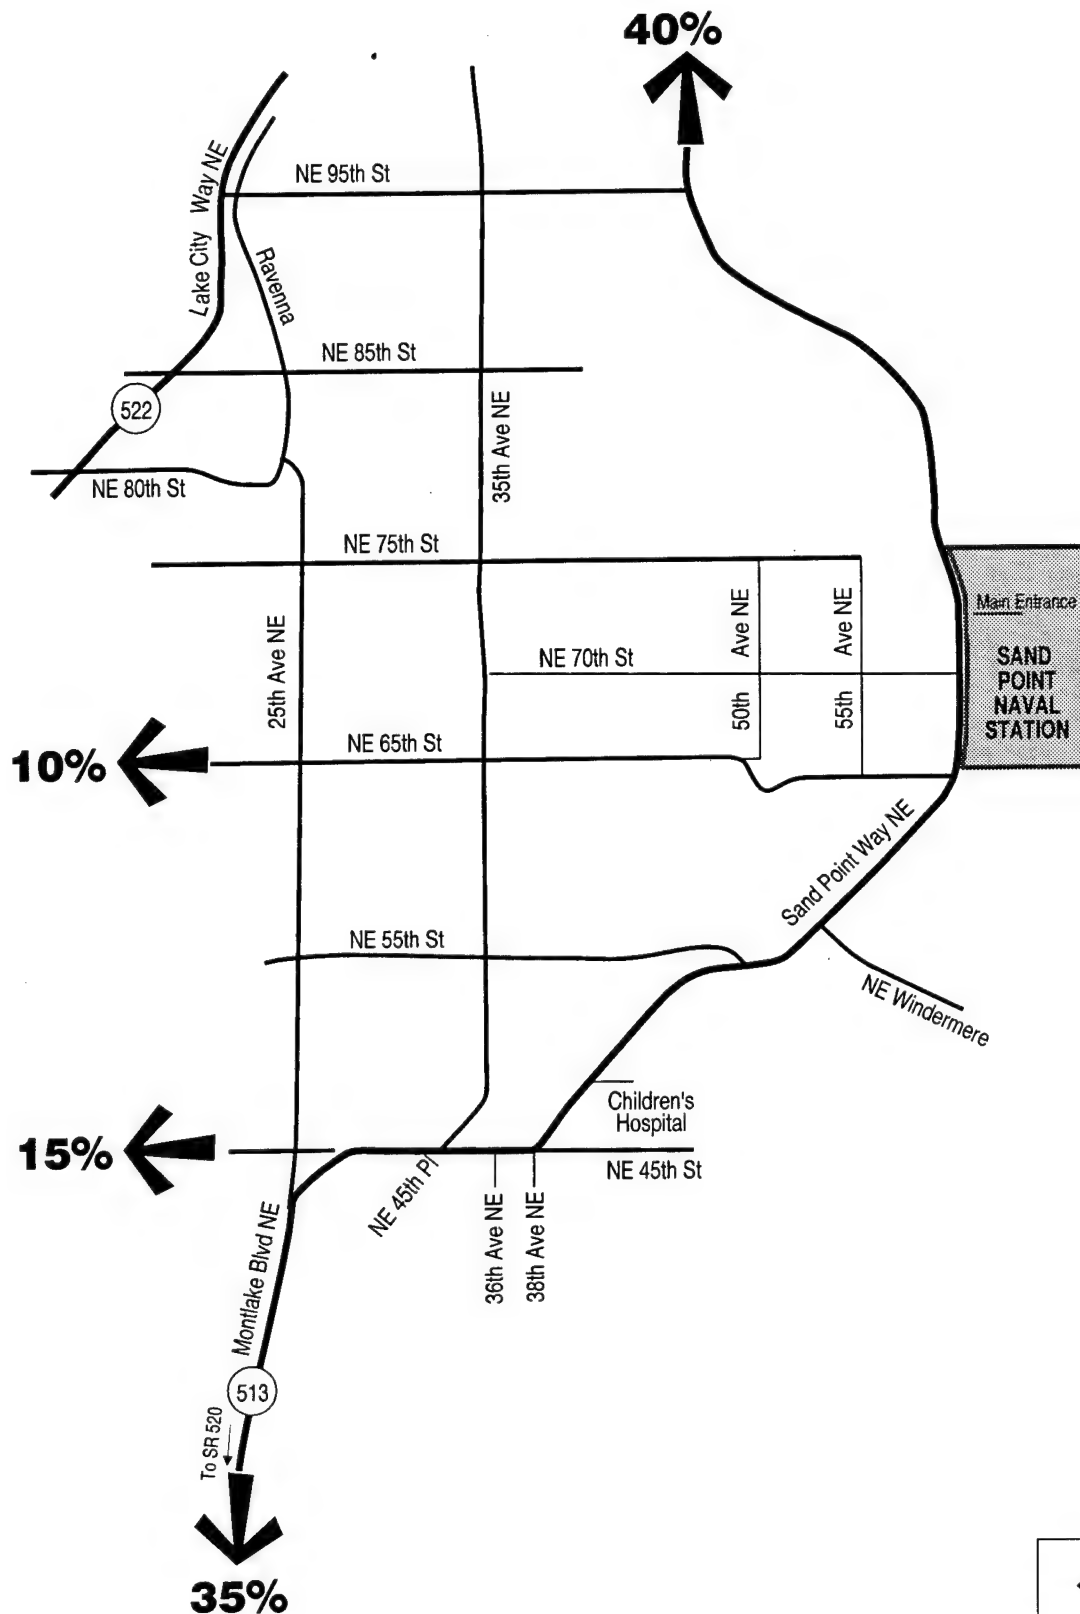 40%
Lake City Way NE
NE 95th St
Ravenna
NE 85th St
522
35th Ave NE
NE 80th St
NE 75th St
25th Ave NE
50th Ave NE
55th Ave NE
Main Entrance
SAND
POINT
NAVAL
STATION
NE 70th St
10%
NE 65th St
Sand Point Way NE
NE 55th St
NE Windermere
Children's
Hospital
15%
NE 45th Pl
NE 45th St
36th Ave NE
38th Ave NE
Montlake Blvd NE
513
To SR 520
35%